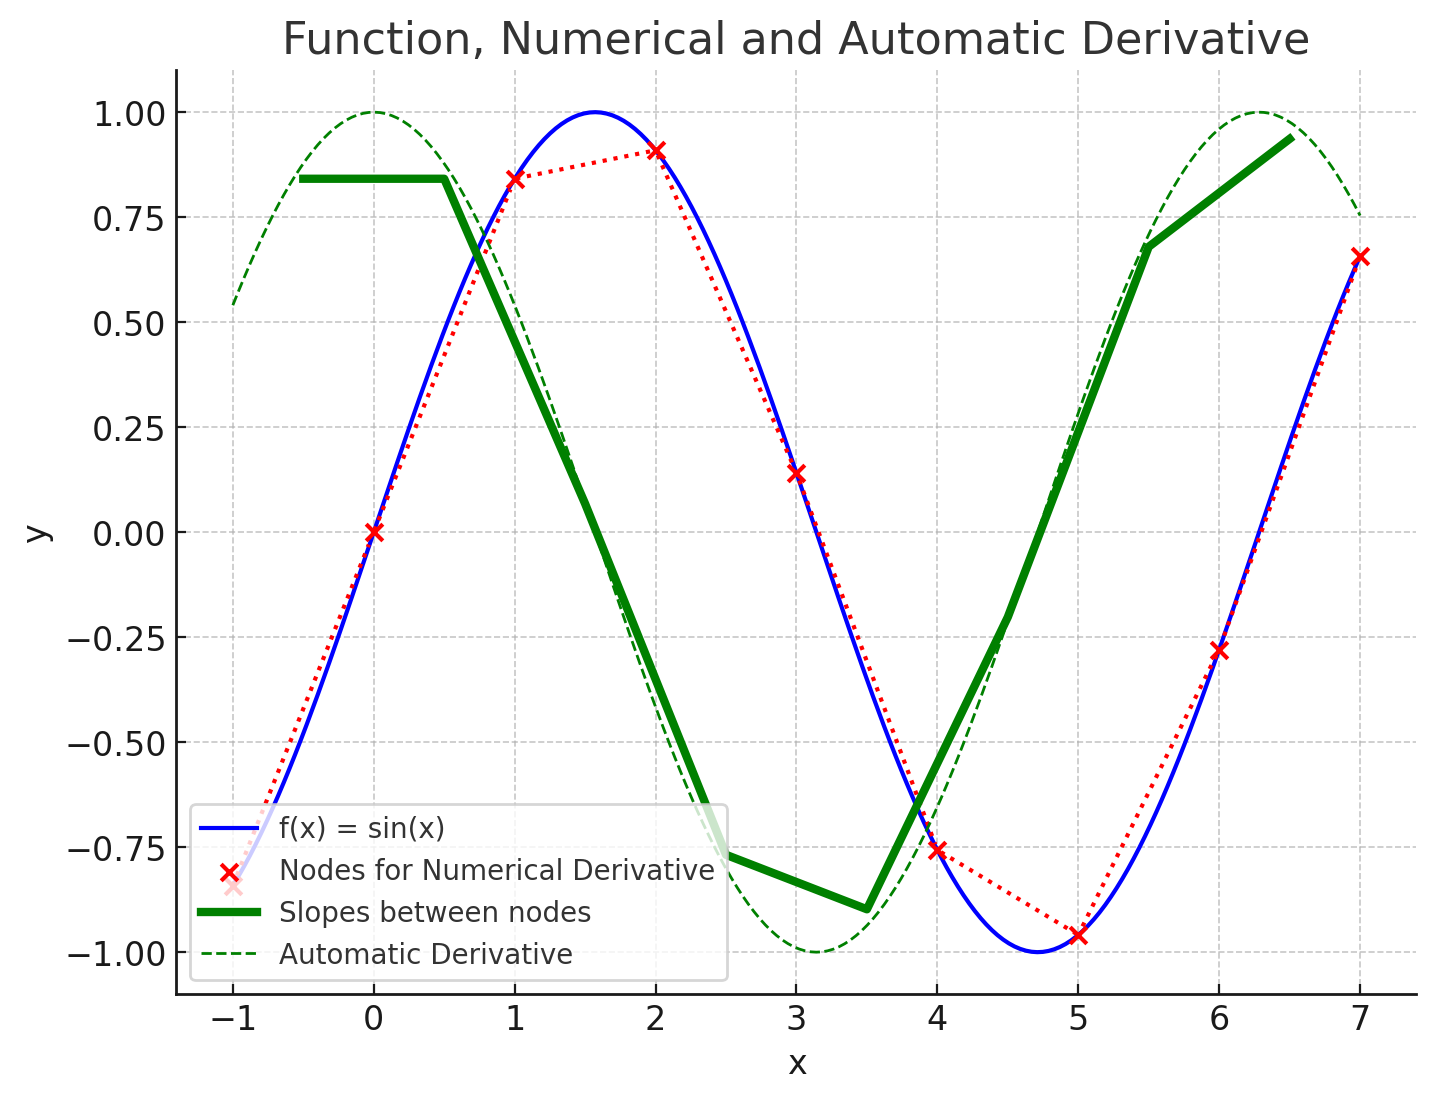 Function, Numerical and Automatic Derivative
1.00
0.75
0.50
0.25
0.00
−0.25
−0.50
−0.75
−1.00
y
f(x) = sin(x)
Nodes for Numerical Derivative
Slopes between nodes
Automatic Derivative
−1 0 1 2 3 4 5 6 7
x